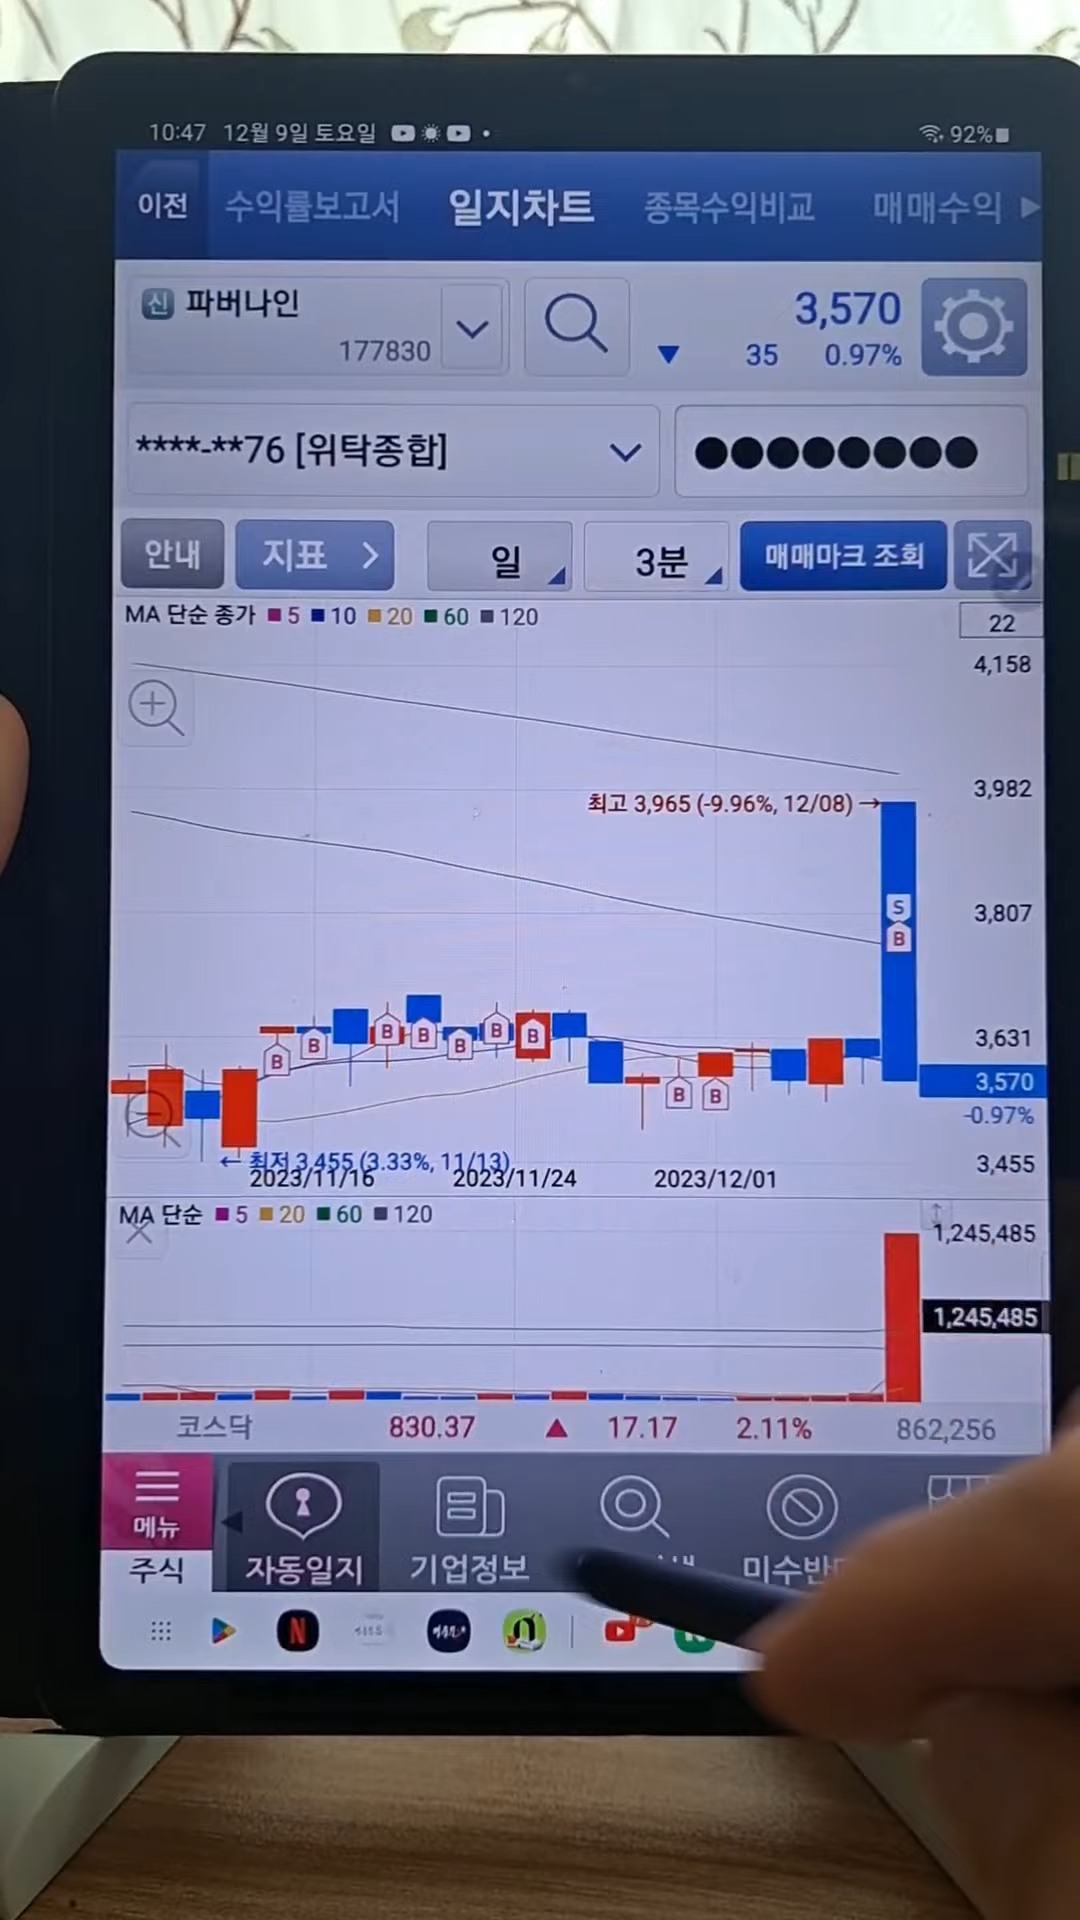 10:47 12월 9일 토요일
92%
이전 수익률보고서 일지차트 종목수익비교 매매수익
신 파버나인
177830
3,570
35 0.97%
****-**76 [위탁종합]
안내 지표 일 3분 매매마크 조회
MA 단순 종가 5 10 20 60 120
22
4,158
3,982
최고 3,965 (-9.96%, 12/08) →
S
3,807
B
B B B B B B B
3,631
3,570
B B
-0.97%
← 최저 3,455 (3.33%, 11/13)
3,455
2023/11/16 2023/11/24 2023/12/01
MA 단순 5 20 60 120
1,245,485
1,245,485
코스닥 830.37 ▲ 17.17 2.11% 862,256
메뉴
주식 자동일지 기업정보 미수반
N